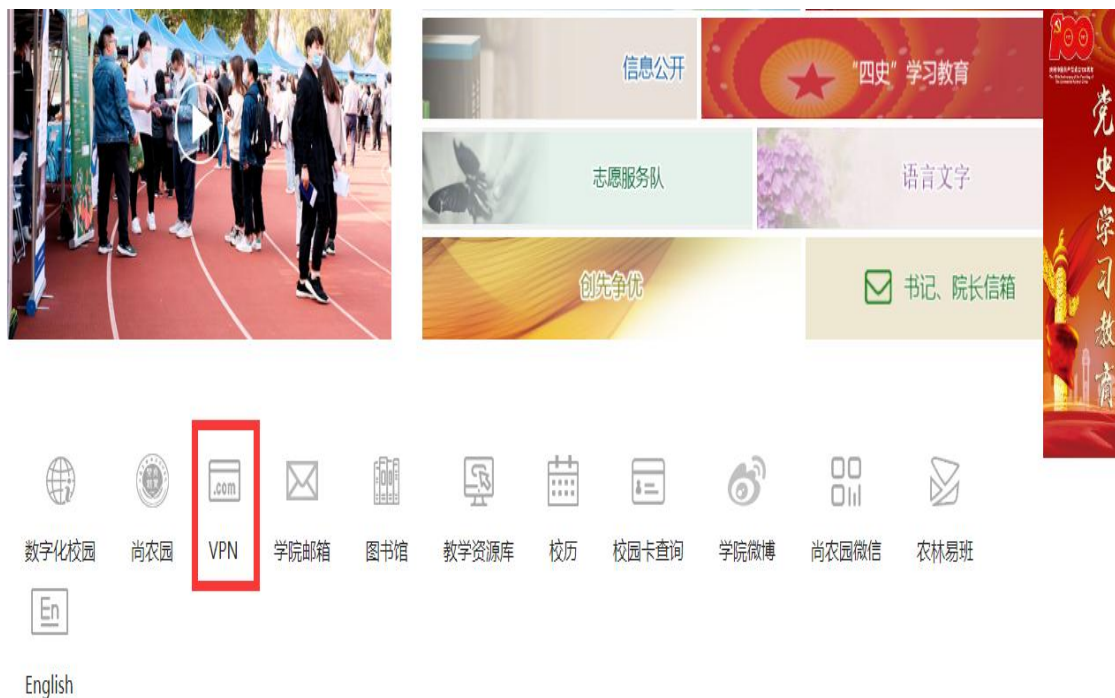 信息公开
“四史”学习教育
100
党史学习教育
志愿服务队
语言文字
创先争优
书记、院长信箱
.com
数字化校园
尚农园
VPN
学院邮箱
图书馆
教学资源库
校历
校园卡查询
学院微博
尚农园微信
农林易班
En
English